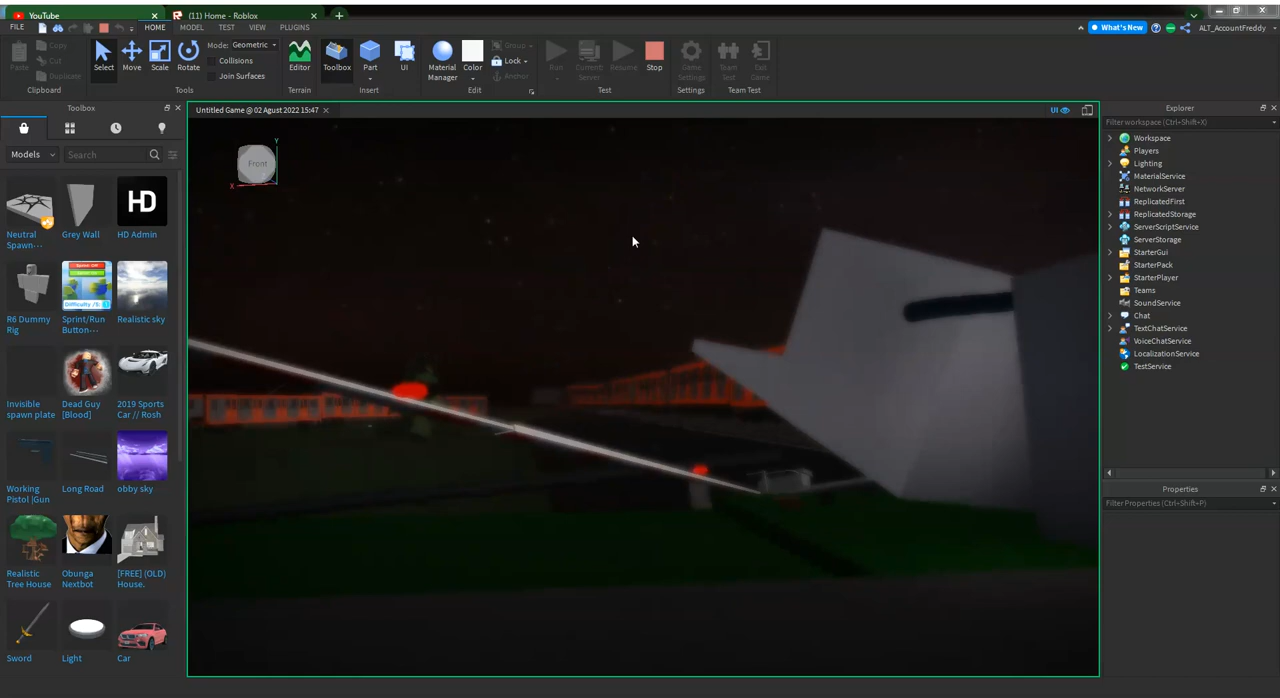 YouTube
(11) Home - Roblox
FILE
HOME
MODEL
TEST
VIEW
PLUGINS
What's New
ALT_AccountFreddy
Paste
Copy
Cut
Duplicate
Clipboard
Select
Move
Scale
Rotate
Mode: Geometric
Collisions
Join Surfaces
Tools
Editor
Terrain
Toolbox
Part
UI
Insert
Material Manager
Color
Group
Lock
Anchor
Edit
Run
Current: Server
Resume
Stop
Test
Game Settings
Settings
Team Test
Exit Game
Team Test
Toolbox
Models
Search
Neutral Spawn...
Grey Wall
HD
HD Admin
R6 Dummy Rig
Sprint/Run Button...
Realistic sky
Invisible spawn plate
Dead Guy [Blood]
2019 Sports Car // Rosh
Working Pistol |Gun
Long Road
obby sky
Realistic Tree House
Obunga Nextbot
[FREE] (OLD) House.
Sword
Light
Car
Untitled Game @ 02 Agust 2022 15:47
UI
Front
Y
X
Explorer
Filter workspace (Ctrl+Shift+X)
Workspace
Players
Lighting
MaterialService
NetworkServer
ReplicatedFirst
ReplicatedStorage
ServerScriptService
ServerStorage
StarterGui
StarterPack
StarterPlayer
Teams
SoundService
Chat
TextChatService
VoiceChatService
LocalizationService
TestService
Properties
Filter Properties (Ctrl+Shift+P)